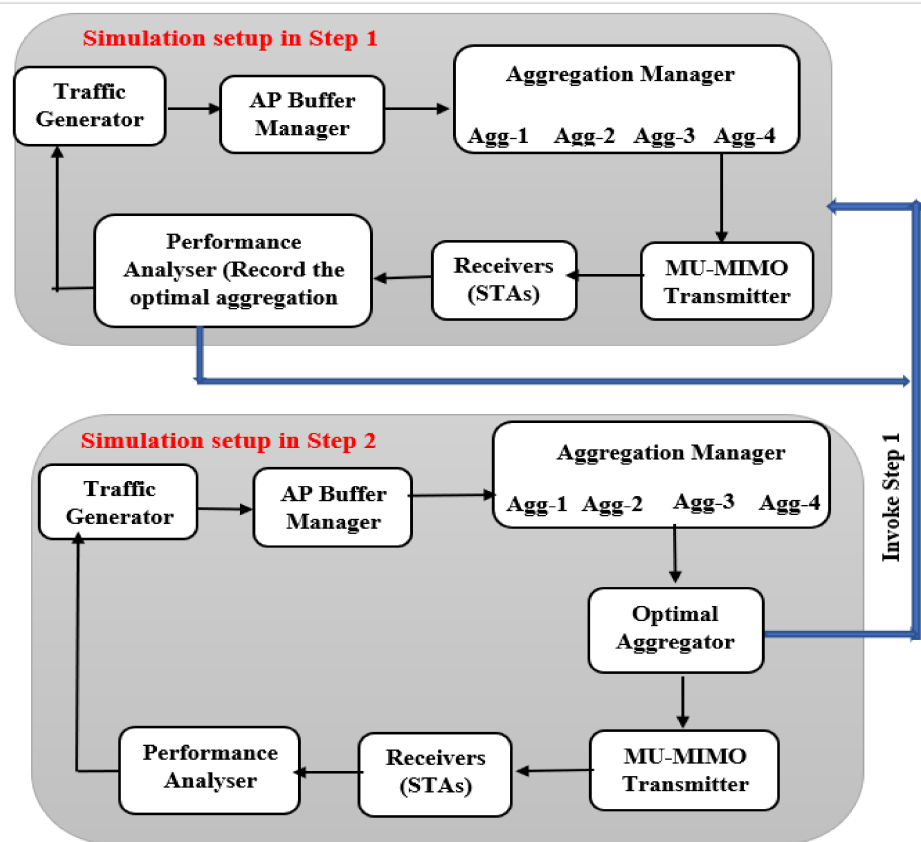 Simulation setup in Step 1
Traffic
Generator
AP Buffer
Manager
Aggregation Manager
Agg-1 Agg-2 Agg-3 Agg-4
Performance
Analyser (Record the
optimal aggregation
Receivers
(STAs)
MU-MIMO
Transmitter
Invoke Step 1
Simulation setup in Step 2
Traffic
Generator
AP Buffer
Manager
Aggregation Manager
Agg-1 Agg-2 Agg-3 Agg-4
Optimal
Aggregator
Performance
Analyser
Receivers
(STAs)
MU-MIMO
Transmitter